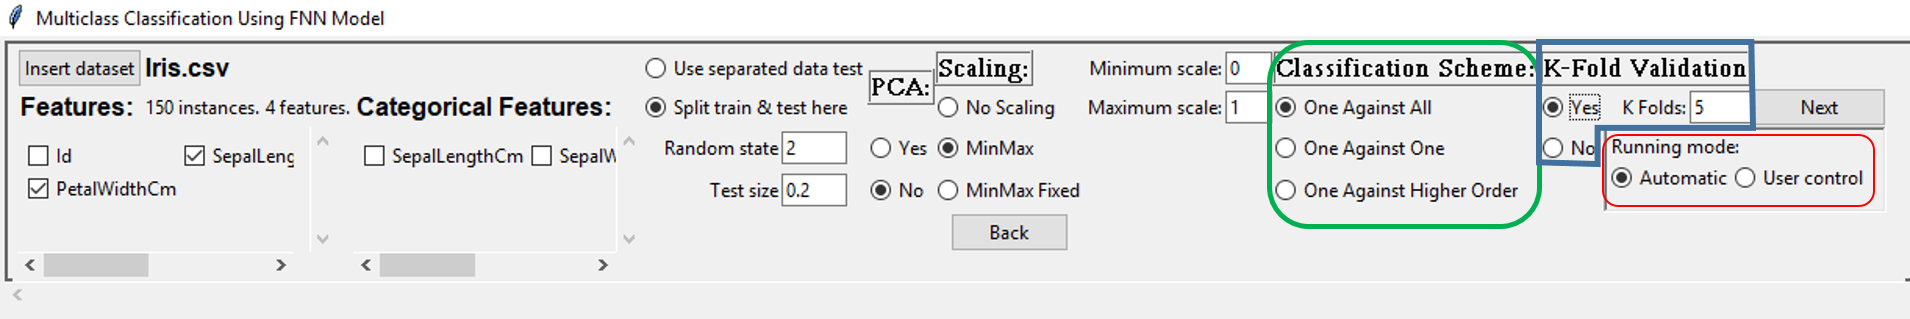 Multiclass Classification Using FNN Model
Insert dataset Iris.csv
Features: 150 instances. 4 features. Categorical Features:
Id SepalLeng
PetalWidthCm
SepalLengthCm SepalW
Use separated data test
Split train & test here
Random state 2
Test size 0.2
PCA:
Yes
No
Scaling:
No Scaling
MinMax
MinMax Fixed
Back
Minimum scale: 0
Maximum scale: 1
Classification Scheme:
One Against All
One Against One
One Against Higher Order
K-Fold Validation
Yes K Folds: 5
No
Next
Running mode:
Automatic User control